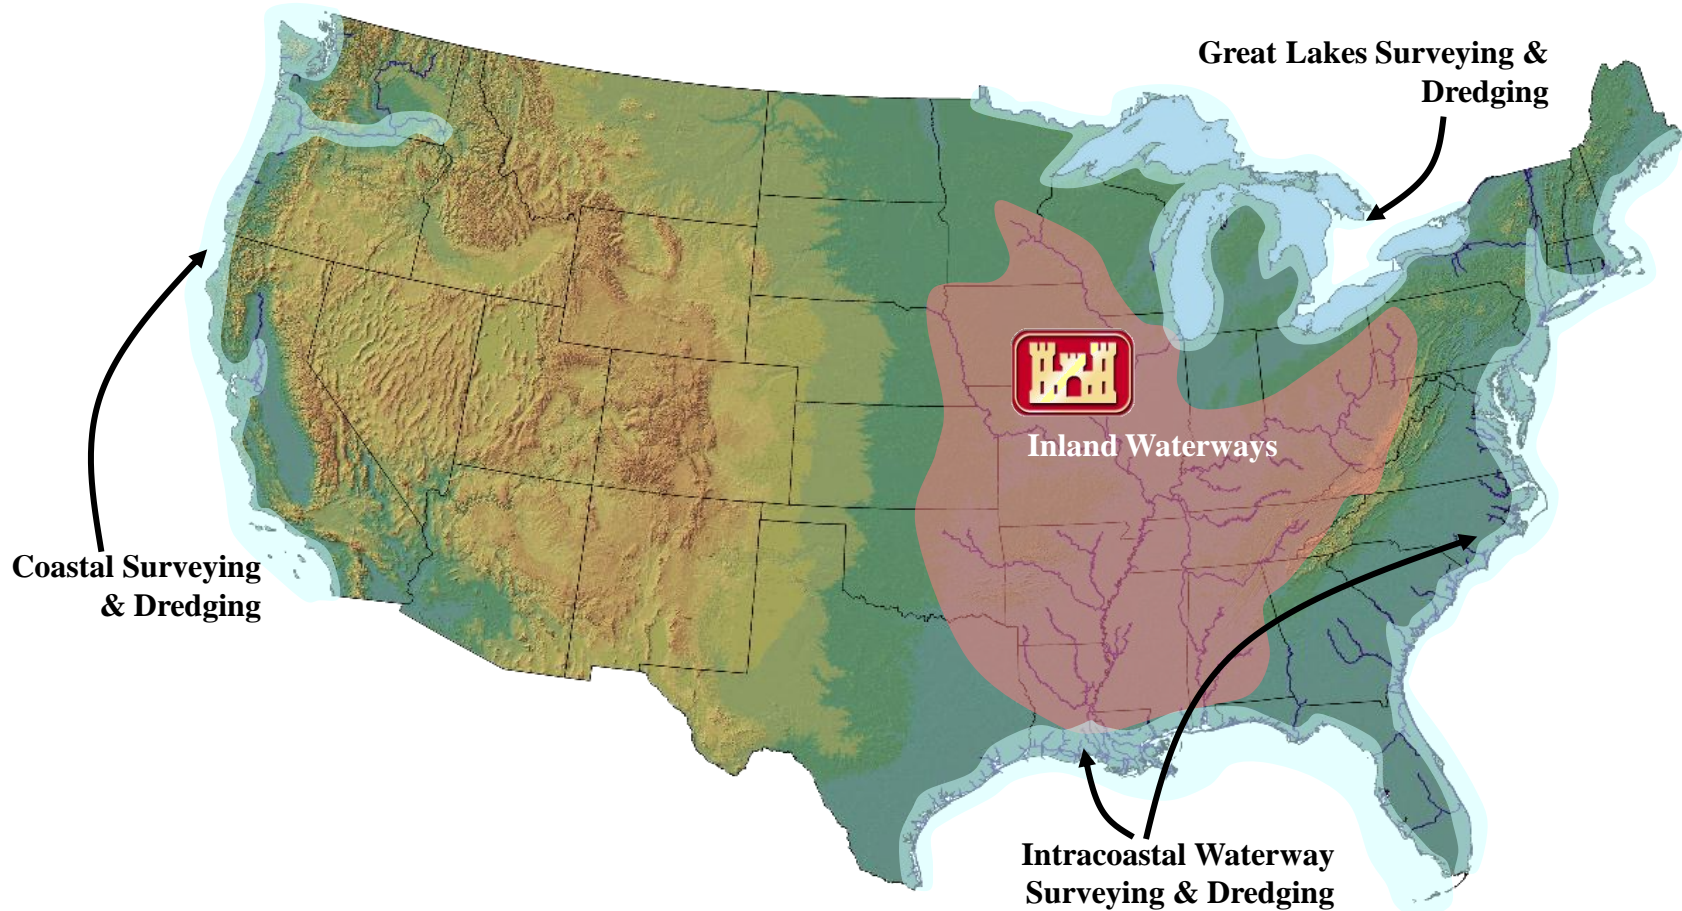 Great Lakes Surveying &
Dredging
Inland Waterways
Coastal Surveying
& Dredging
Intracoastal Waterway
Surveying & Dredging